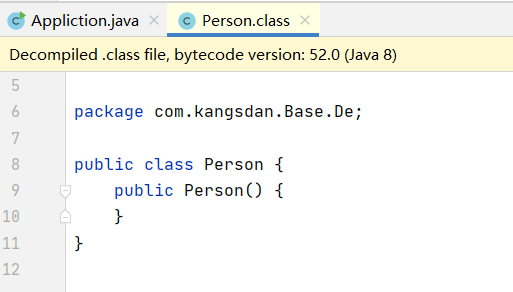 Appliction.java Person.class
Decompiled .class file, bytecode version: 52.0 (Java 8)
5
6 package com.kangsdan.Base.De;
7
8 public class Person {
9 public Person() {
10 }
11 }
12